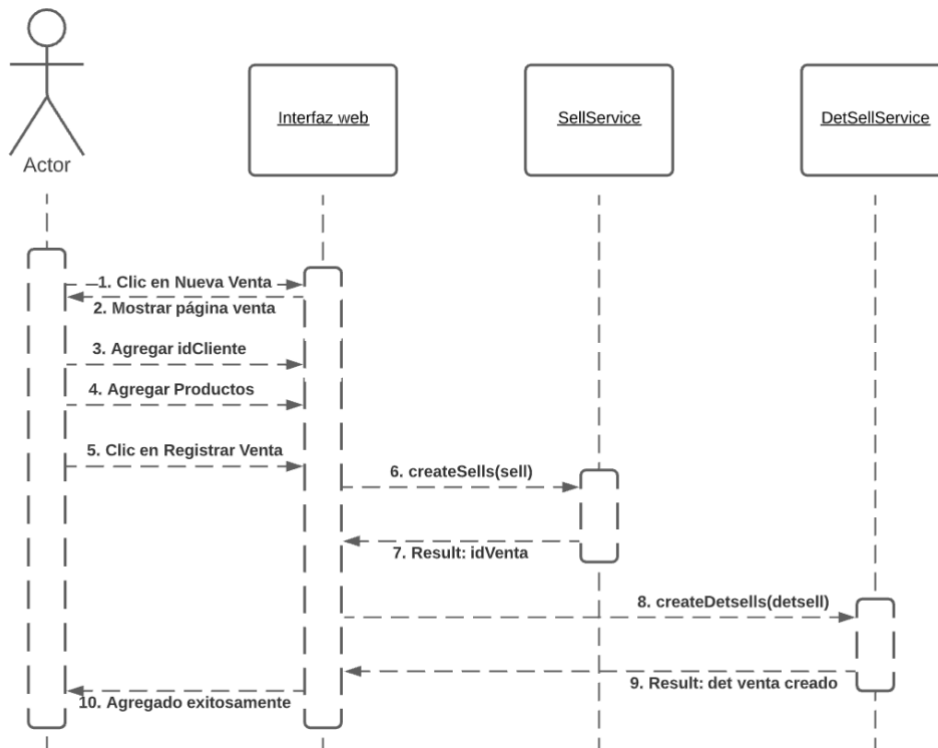 Actor
Interfaz web
SellService
DetSellService
1. Clic en Nueva Venta
2. Mostrar página venta
3. Agregar idCliente
4. Agregar Productos
5. Clic en Registrar Venta
6. createSells(sell)
7. Result: idVenta
8. createDetsells(detsell)
9. Result: det venta creado
10. Agregado exitosamente